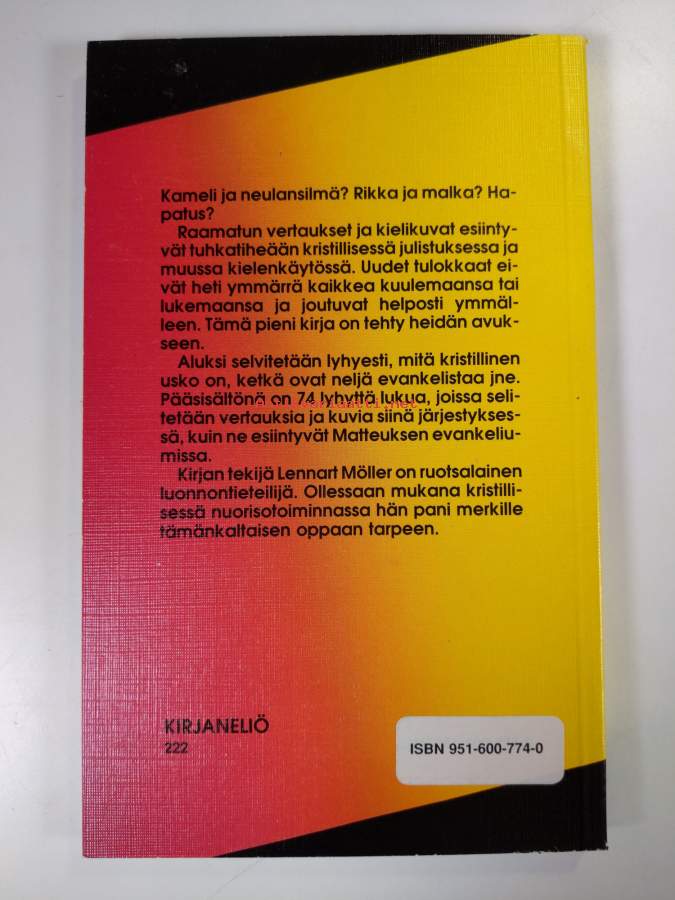 Kameli ja neulansilmä? Rikka ja malka? Ha-
patus?
Raamatun vertaukset ja kielikuvat esiinty-
vät tuhkatiheään kristillisessä julistuksessa ja
muussa kielenkäytössä. Uudet tulokkaat ei-
vät heti ymmärrä kaikkea kuulemaansa tai
lukemaansa ja joutuvat helposti ymmäl-
leen. Tämä pieni kirja on tehty heidän avuk-
seen.
Aluksi selvitetään lyhyesti, mitä kristillinen
usko on, ketkä ovat neljä evankelistaa jne.
Pääsisältönä on 74 lyhyttä lukua, joissa seli-
tetään vertauksia ja kuvia siinä järjestykses-
sä, kuin ne esiintyvät Matteuksen evankeliu-
missa.
Kirjan tekijä Lennart Möller on ruotsalainen
luonnontieteilijä. Ollessaan mukana kristilli-
sessä nuorisotoiminnassa hän pani merkille
tämänkaltaisen oppaan tarpeen.
KIRJANELIÖ
222
ISBN 951-600-774-0